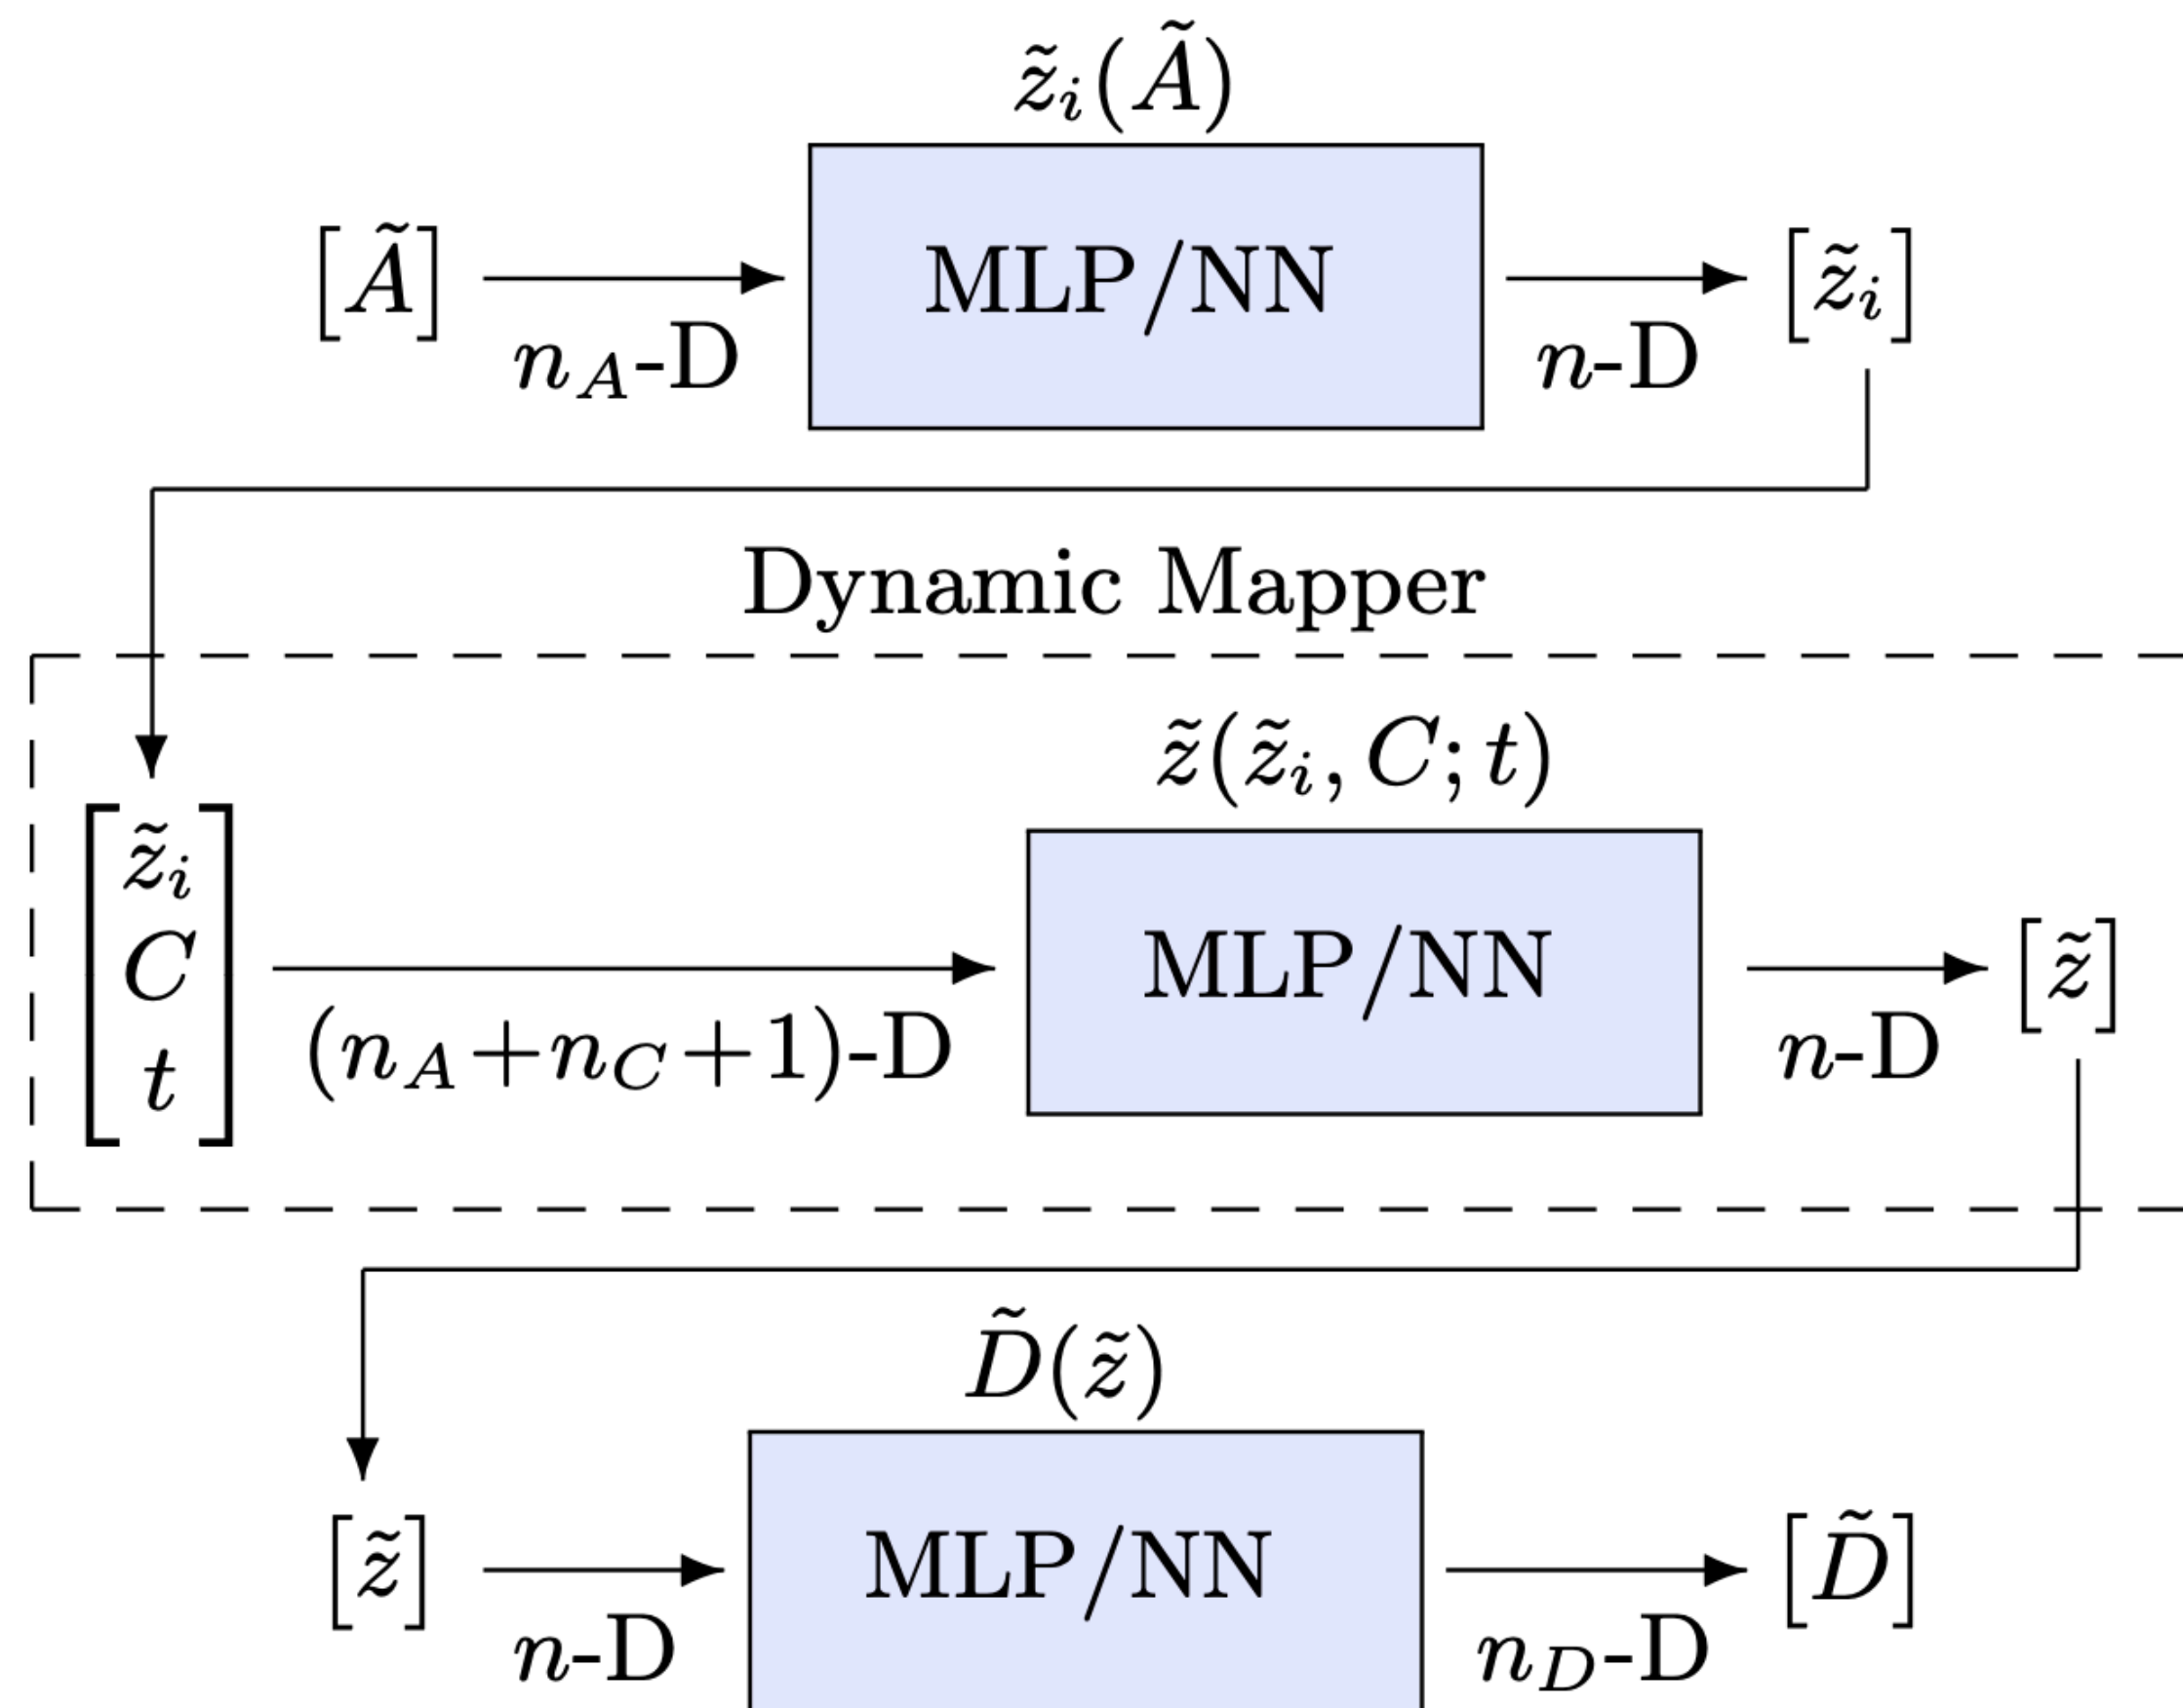 z̃̃ᵢ(Ã)
[Ã] MLP/NN [z̃̃ᵢ]
n_A-D n-D
Dynamic Mapper
z̃̃(z̃̃ᵢ, C; t)
z̃̃ᵢ
C MLP/NN [z̃̃]
t
(n_A+n_C+1)-D n-D
D̃(z̃̃)
[z̃̃] MLP/NN [D̃]
n-D n_D-D